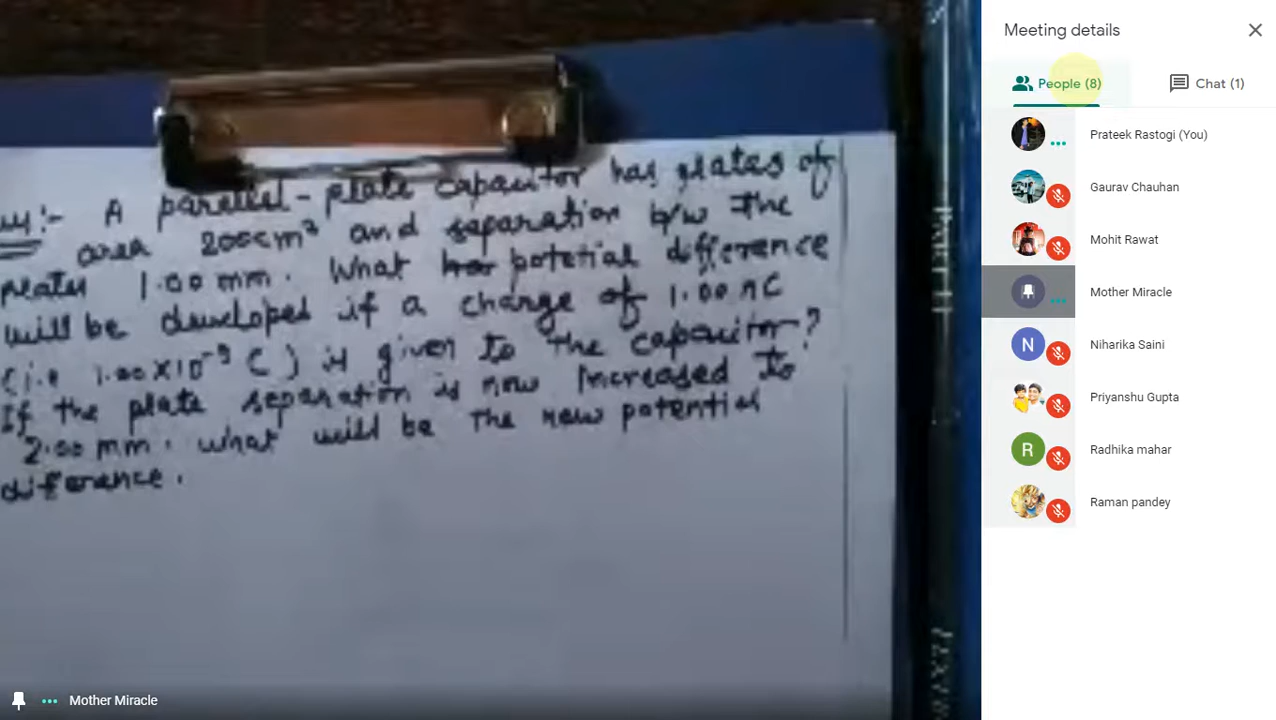 A parallel-plate capacitor has plates of
area 200cm² and separation b/w the
plates 1.00 mm. What potetial difference
will be developed if a charge of 1.00 nC
(i.e 1.00×10⁻⁹ C) is given to the capacitor?
If the plate separation is now increased to
2.00 mm. what will be the new potential
difference.
Mother Miracle
Meeting details
People (8)
Chat (1)
Prateek Rastogi (You)
Gaurav Chauhan
Mohit Rawat
Mother Miracle
N
Niharika Saini
Priyanshu Gupta
R
Radhika mahar
Raman pandey